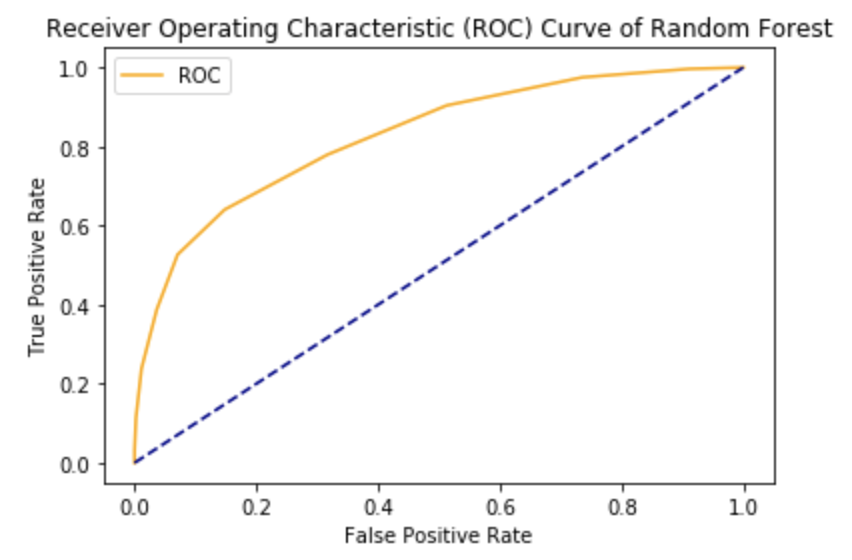 Receiver Operating Characteristic (ROC) Curve of Random Forest
ROC
1.0
0.8
0.6
0.4
0.2
0.0
True Positive Rate
0.0 0.2 0.4 0.6 0.8 1.0
False Positive Rate